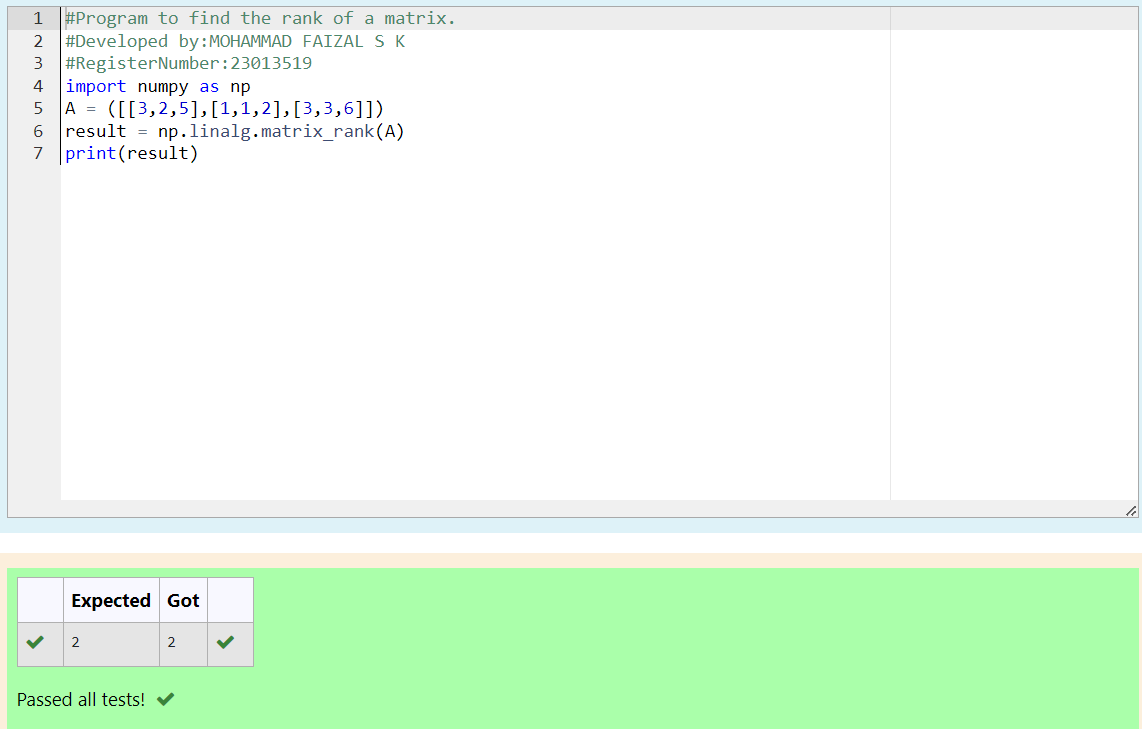 1 #Program to find the rank of a matrix.
2 #Developed by:MOHAMMAD FAIZAL S K
3 #RegisterNumber:23013519
4 import numpy as np
5 A = ([[3,2,5],[1,1,2],[3,3,6]])
6 result = np.linalg.matrix_rank(A)
7 print(result)
Expected Got
2 2
Passed all tests!